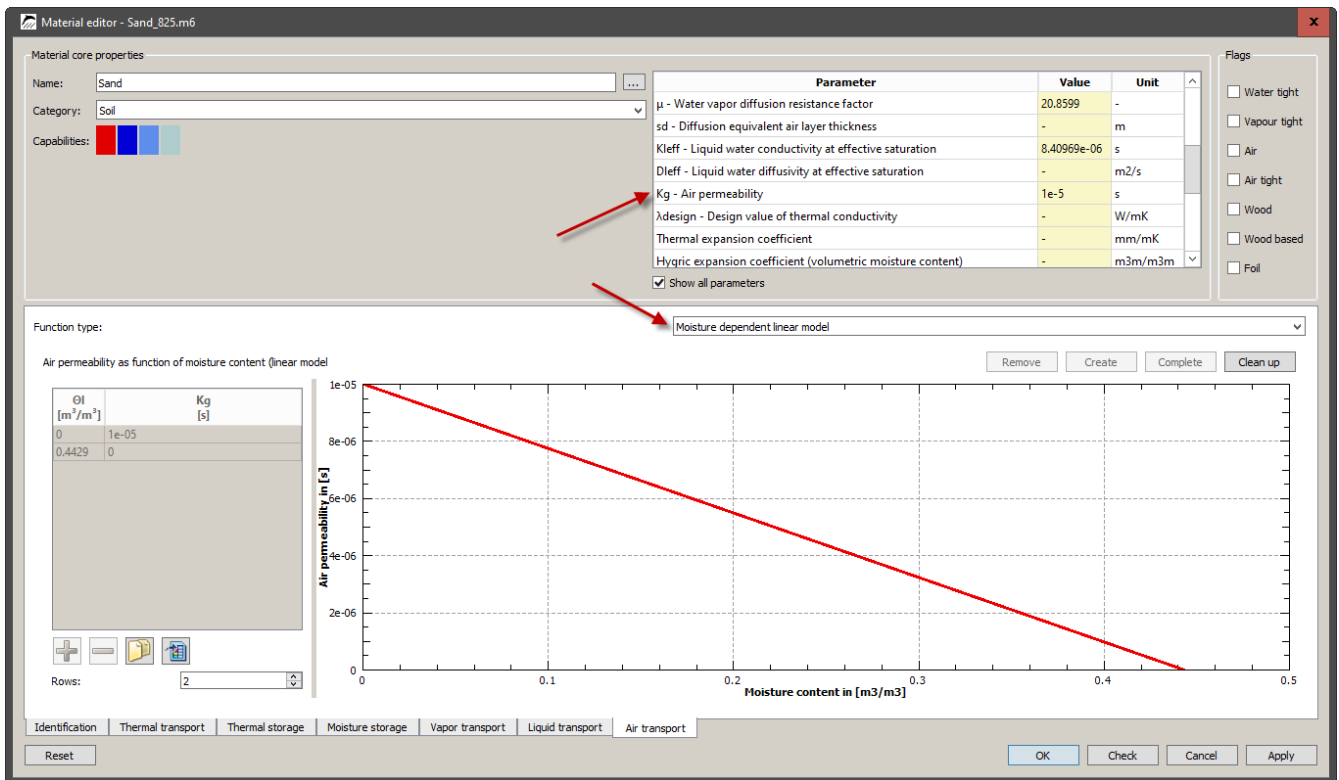 Material editor - Sand_825.m6
x
Material core properties
Name: Sand ...
Category: Soil
Capabilities:
Parameter Value Unit
μ - Water vapor diffusion resistance factor 20.8599 -
sd - Diffusion equivalent air layer thickness - m
Kleff - Liquid water conductivity at effective saturation 8.40969e-06 s
Dleff - Liquid water diffusivity at effective saturation - m2/s
Kg - Air permeability 1e-5 s
λdesign - Design value of thermal conductivity - W/mK
Thermal expansion coefficient - mm/mK
Hygric expansion coefficient (volumetric moisture content) - m3m/m3m
Show all parameters
Flags
Water tight
Vapour tight
Air
Air tight
Wood
Wood based
Foil
Function type: Moisture dependent linear model
Air permeability as function of moisture content (linear model
Remove Create Complete Clean up
Θl Kg
[m³/m³] [s]
0 1e-05
0.4429 0
Rows: 2
Air permeability in [s]
1e-05
8e-06
6e-06
4e-06
2e-06
0
0 0.1 0.2 0.3 0.4 0.5
Moisture content in [m3/m3]
Identification Thermal transport Thermal storage Moisture storage Vapor transport Liquid transport Air transport
Reset OK Check Cancel Apply